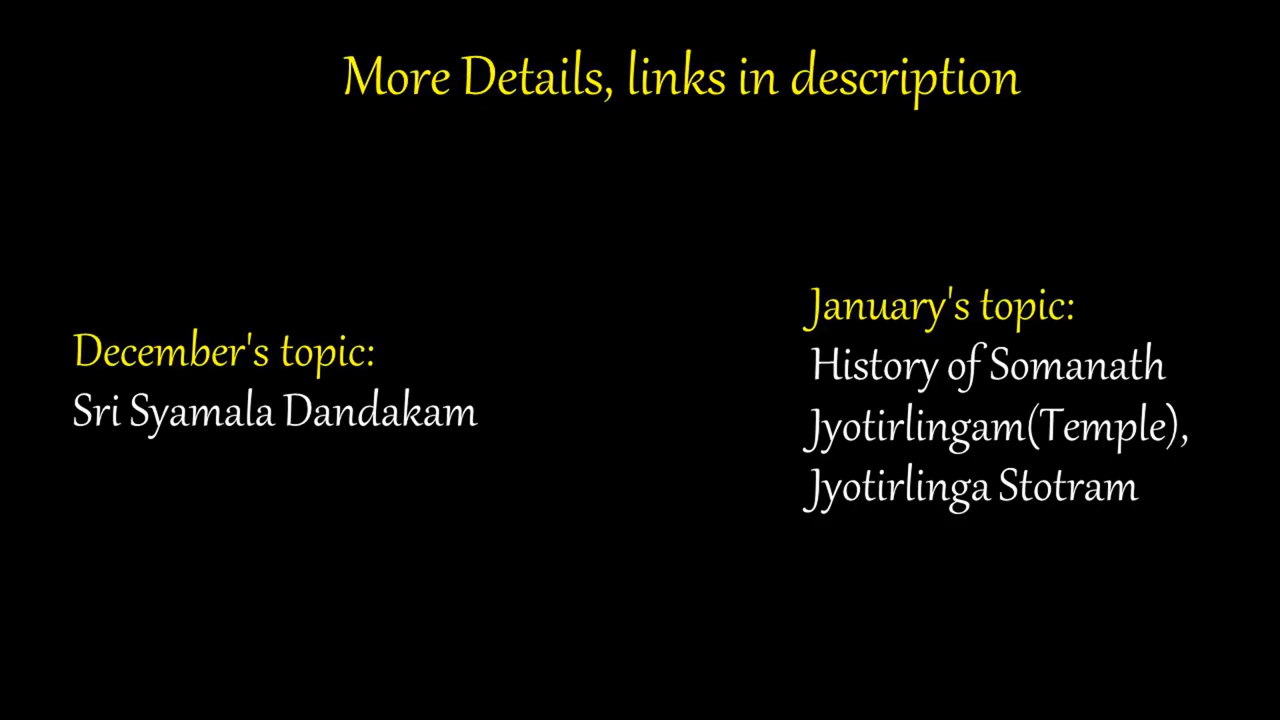 More Details, links in description
December's topic:
Sri Syamala Dandakam
January's topic:
History of Somanath
Jyotirlingam(Temple),
Jyotirlinga Stotram